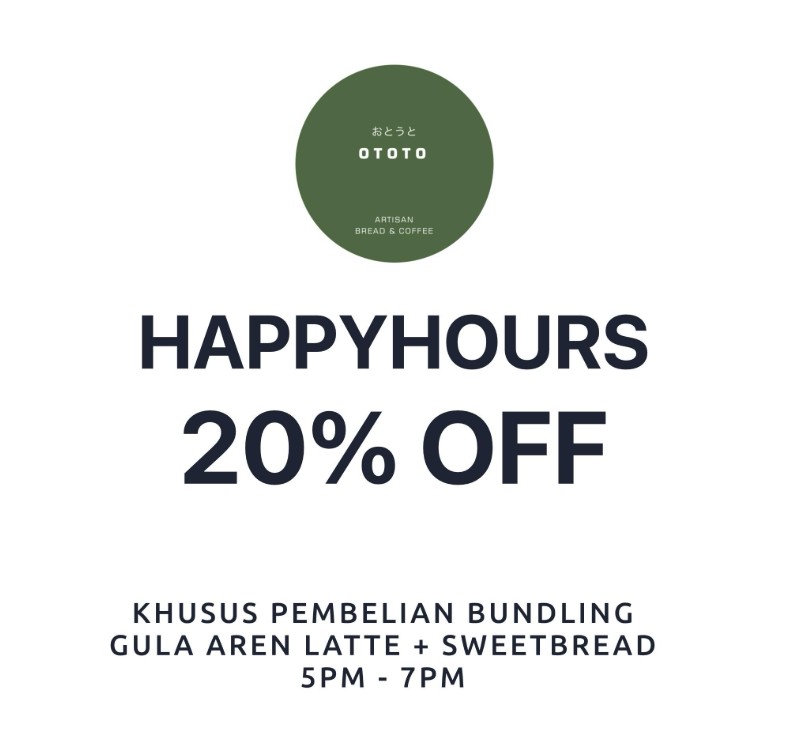 おとうと
OTOTO
ARTISAN
BREAD & COFFEE
HAPPYHOURS
20% OFF
KHUSUS PEMBELIAN BUNDLING
GULA AREN LATTE + SWEETBREAD
5PM - 7PM